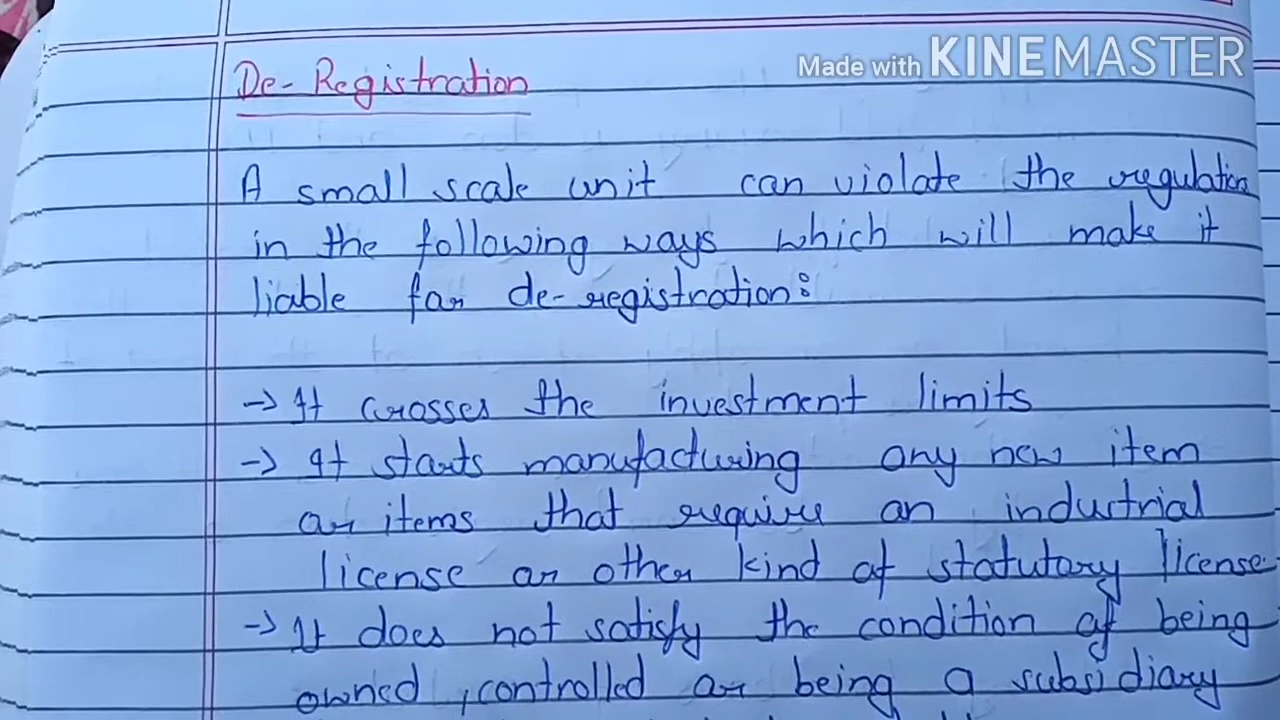 Made with KINEMASTER
De-Registration
A small scale unit can violate the regulation
in the following ways which will make it
liable for de-registration:
→ It crosses the investment limits
→ It starts manufacturing any new item
or items that require an industrial
license or other kind of statutory license
→ It does not satisfy the condition of being
owned, controlled or being a subsidiary